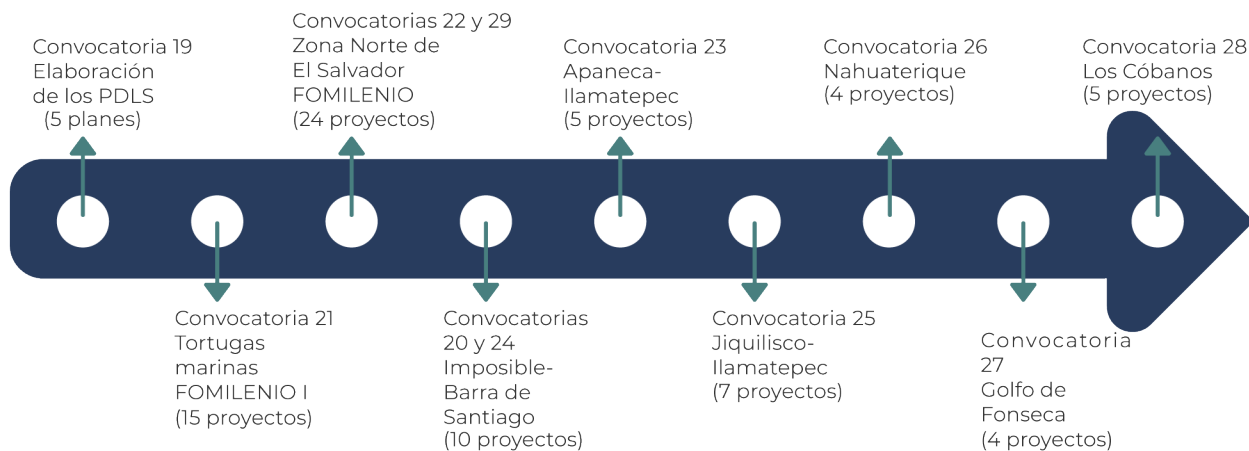 Convocatoria 19
Elaboración
de los PDLS
(5 planes)
Convocatoria 21
Tortugas
marinas
FOMILENIO I
(15 proyectos)
Convocatorias 22 y 29
Zona Norte de
El Salvador
FOMILENIO
(24 proyectos)
Convocatorias
20 y 24
Imposible-
Barra de
Santiago
(10 proyectos)
Convocatoria 23
Apaneca-
Ilamatepec
(5 proyectos)
Convocatoria 25
Jiquilisco-
Ilamatepec
(7 proyectos)
Convocatoria 26
Nahuaterique
(4 proyectos)
Convocatoria
27
Golfo de
Fonseca
(4 proyectos)
Convocatoria 28
Los Cóbanos
(5 proyectos)